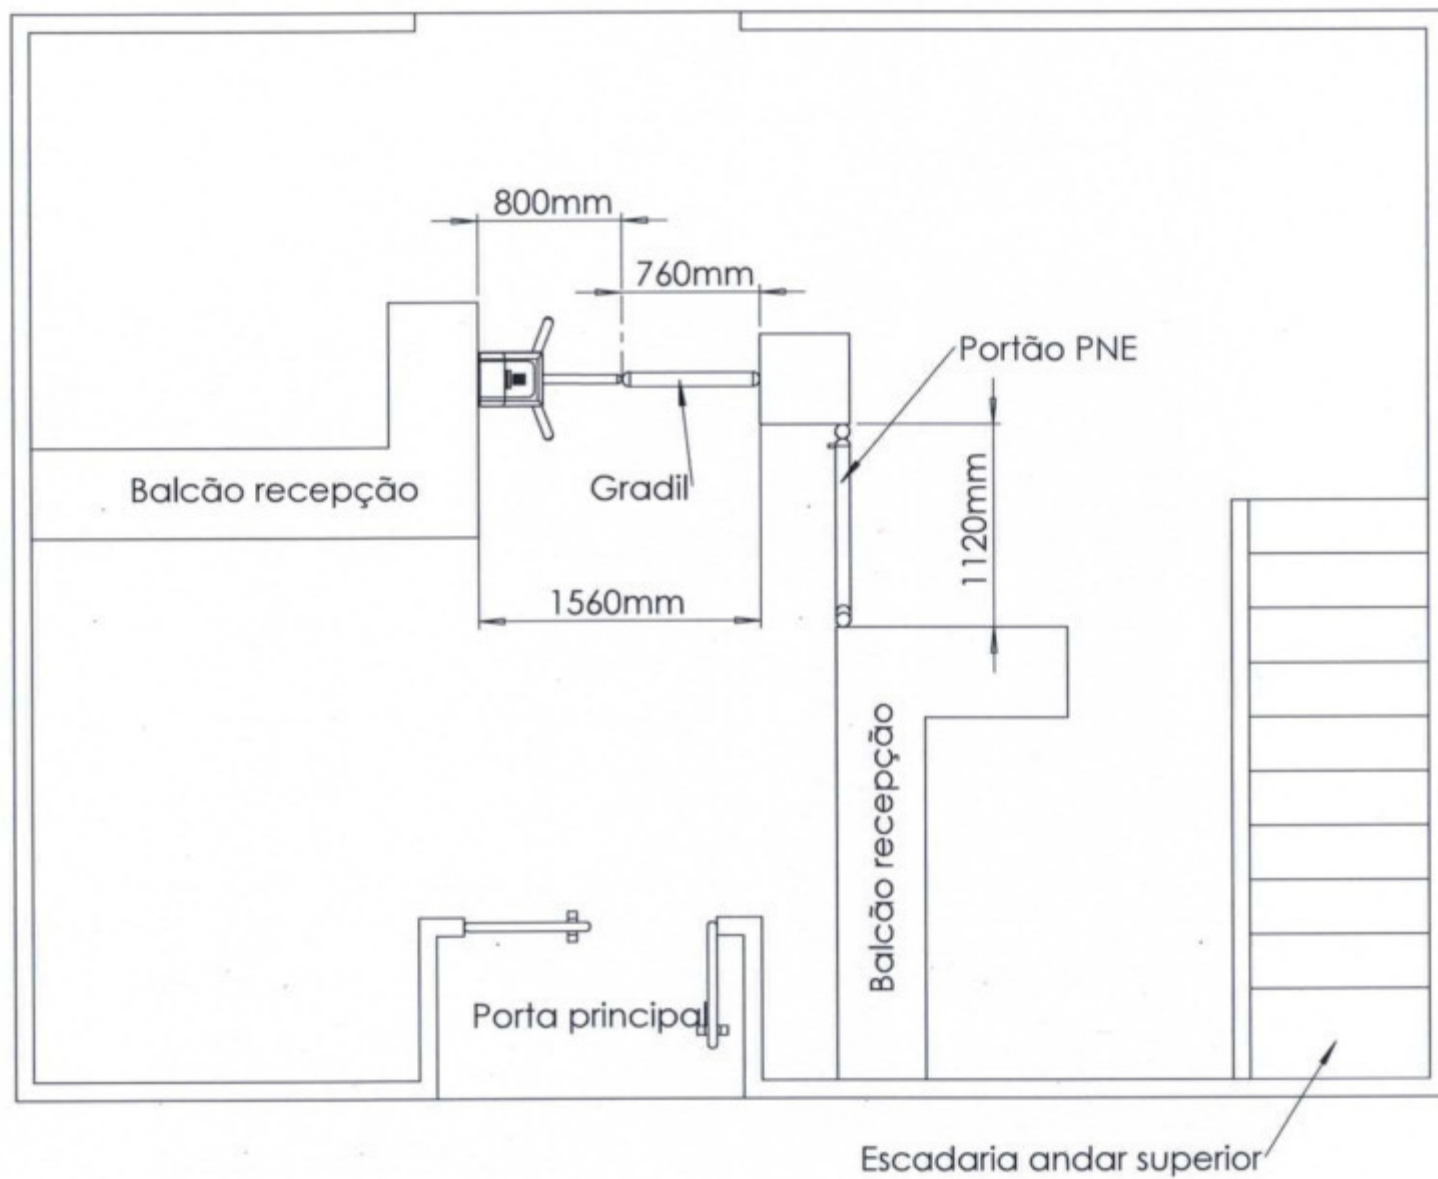 800mm
760mm
Portão PNE
Balcão recepção
Gradil
1120mm
1560mm
Balcão recepção
Porta principal
Escadaria andar superior